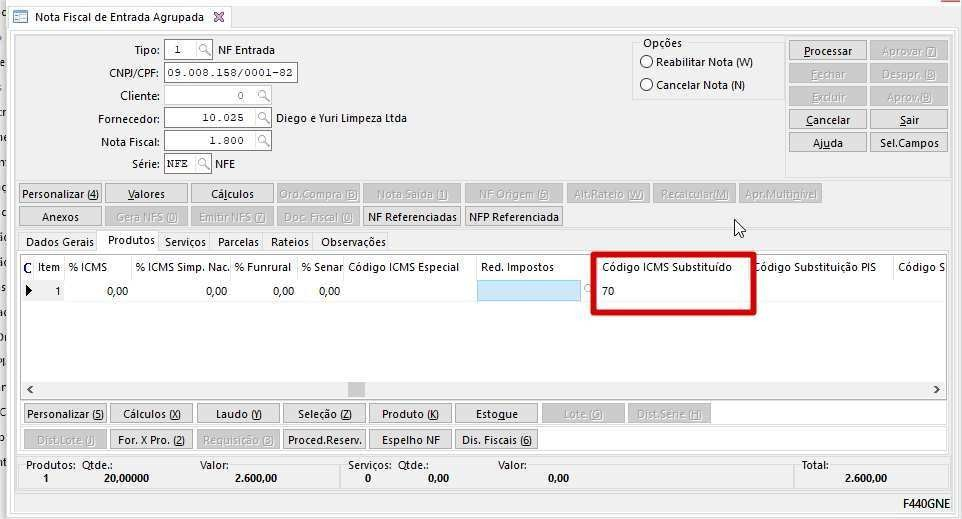 Nota Fiscal de Entrada Agrupada
Tipo: 1 NF Entrada
CNPJ/CPF: 09.008.158/0001-82
Cliente: 0
Fornecedor: 10.025 Diego e Yuri Limpeza Ltda
Nota Fiscal: 1.800
Série: NFE NFE
Opções
Reabilitar Nota (W)
Cancelar Nota (N)
Processar Aprovar (7)
Fechar Desapr. (8)
Excluir Aprov.(9)
Cancelar Sair
Ajuda Sel.Campos
Personalizar (4) Valores Cálculos Ord.Compra (B) Nota Saída (1) NF Origem (6) Alt.Rateio (W) Recalcular(M) Apr.Multinível
Anexos Gera NFS (0) Emitir NFS (7) Doc. Fiscal (0) NF Referenciadas NFP Referenciada
Dados Gerais Produtos Serviços Parcelas Rateios Observações
C Item % ICMS % ICMS Simp. Nac. % Funrural % Senar Código ICMS Especial Red. Impostos Código ICMS Substituído Código Substituição PIS Código S
1 0,00 0,00 0,00 0,00 70
Personalizar (5) Cálculos (X) Laudo (Y) Seleção (Z) Produto (K) Estoque Lote (G) Dist.Série (H)
Dist.Lote (J) For. X Pro. (2) Requisição (3) Proced.Reserv. Espelho NF Dis. Fiscais (6)
Produtos: Qtde.: Valor: Serviços: Qtde.: Valor: Total:
1 20,00000 2.600,00 0 0,00 0,00 2.600,00
F440GNE